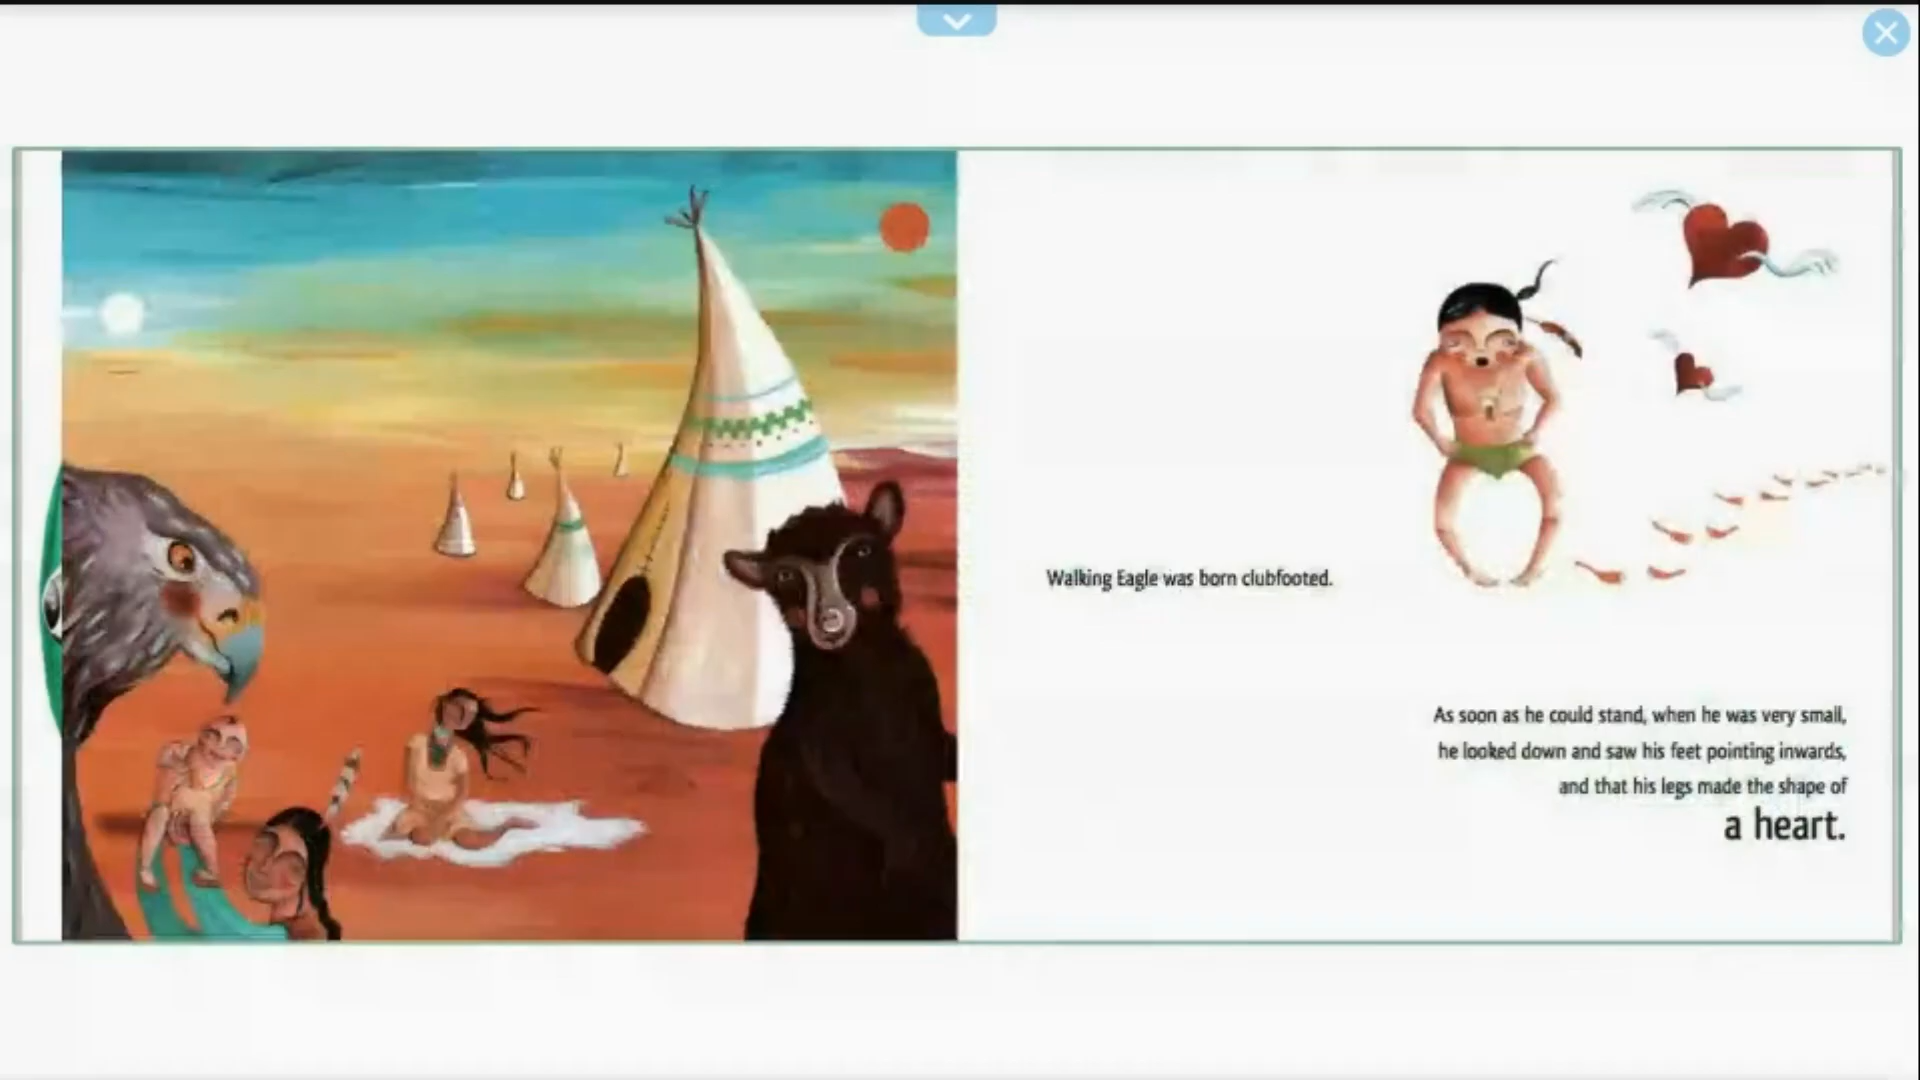 Walking Eagle was born clubfooted.
As soon as he could stand, when he was very small,
he looked down and saw his feet pointing inwards,
and that his legs made the shape of
a heart.